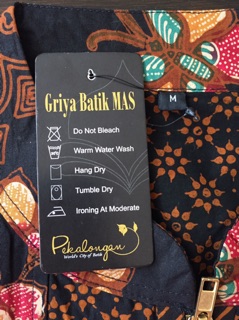 Griya Batik MAS
Do Not Bleach
Warm Water Wash
Hang Dry
Tumble Dry
Ironing At Moderate
Pekalongan
World's City of Batik
M